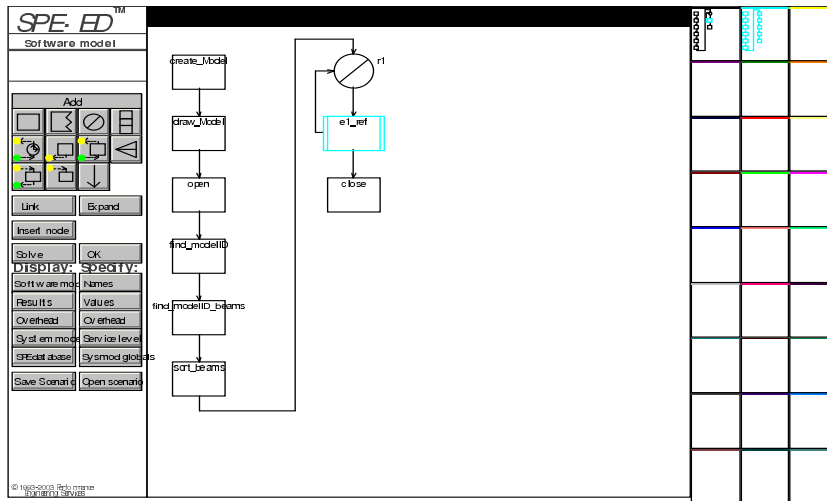 SPE- ED™
Software model
Add
Link
Expand
Insert node
Solve
OK
Display: Specify:
Software mod
Names
Results
Values
Overhead
Overhead
System mode
Service level
SPEdatabase
Sysmod globals
Save Scenario
Open scenario
© 1993-2003 Performance
Engineering Services
create_Model
draw_Model
open
find_modelID
find_modelID_beams
sort_beams
r1
e1_ref
close